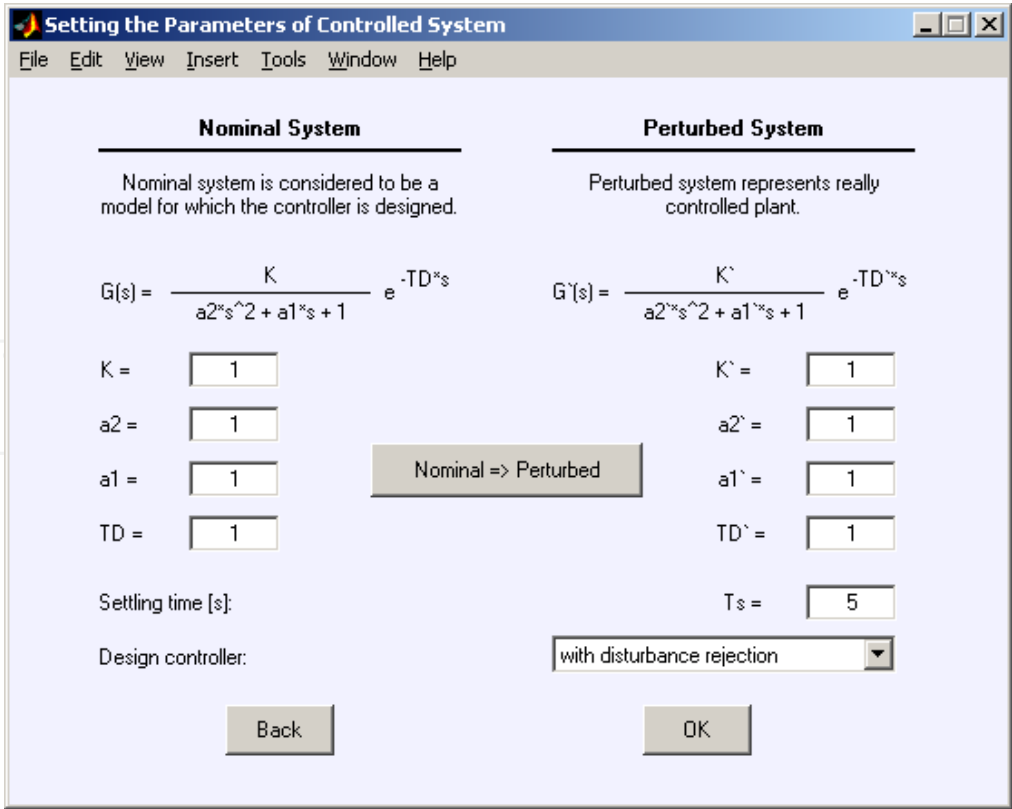 Setting the Parameters of Controlled System
File Edit View Insert Tools Window Help
Nominal System
Nominal system is considered to be a
model for which the controller is designed.
G(s) = K / a2*s^2 + a1*s + 1 e -TD*s
K = 1
a2 = 1
a1 = 1
TD = 1
Perturbed System
Perturbed system represents really
controlled plant.
G`(s) = K` / a2`*s^2 + a1`*s + 1 e -TD`*s
K` = 1
a2` = 1
a1` = 1
TD` = 1
Nominal => Perturbed
Settling time [s]: Ts = 5
Design controller: with disturbance rejection
Back OK